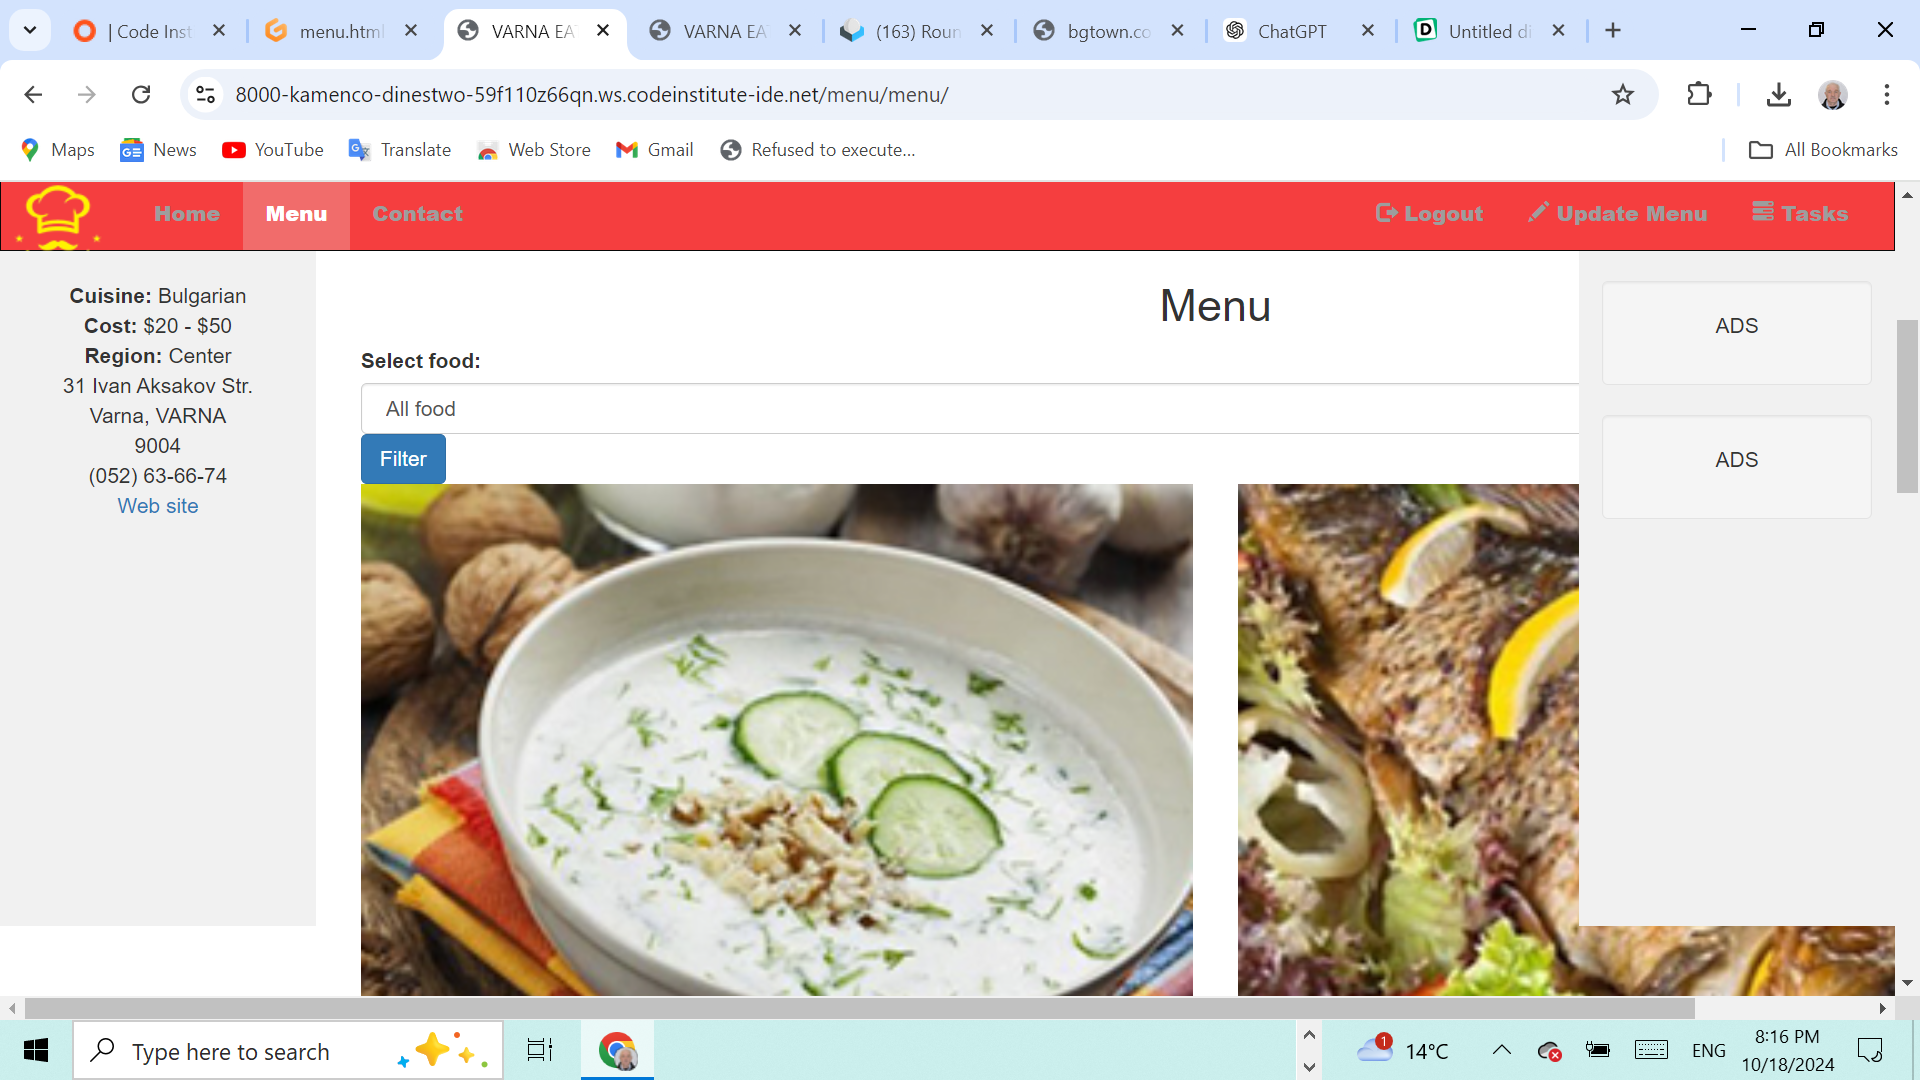 | Code Inst
menu.html
VARNA EA
VARNA EA
(163) Roun
bgtown.co
ChatGPT
Untitled di
8000-kamenco-dinestwo-59f110z66qn.ws.codeinstitute-ide.net/menu/menu/
Maps
News
YouTube
Translate
Web Store
Gmail
Refused to execute...
All Bookmarks
Home
Menu
Contact
Logout
Update Menu
Tasks
Cuisine: Bulgarian
Cost: $20 - $50
Region: Center
31 Ivan Aksakov Str.
Varna, VARNA
9004
(052) 63-66-74
Web site
Menu
Select food:
All food
Filter
ADS
ADS
Type here to search
1
14°C
ENG
8:16 PM
10/18/2024